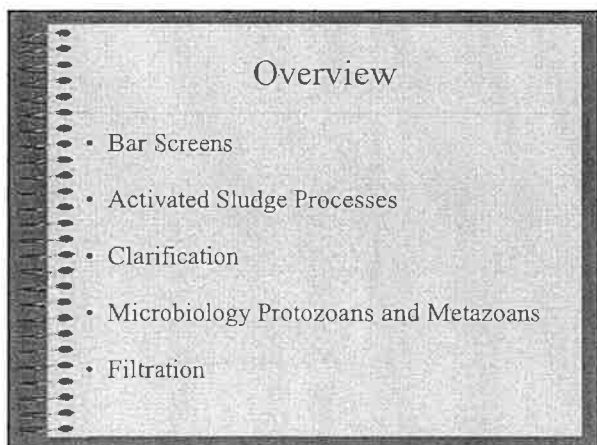 Overview
• Bar Screens
• Activated Sludge Processes
• Clarification
• Microbiology Protozoans and Metazoans
• Filtration